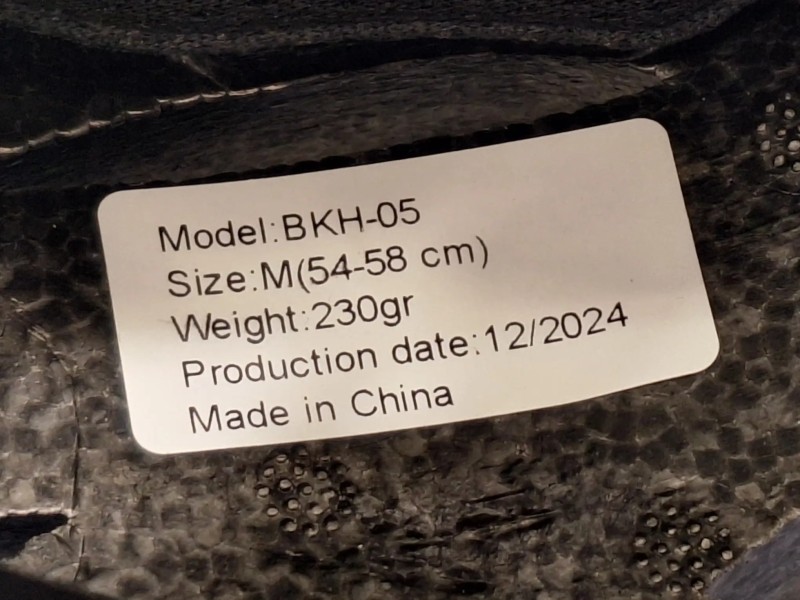 Model:BKH-05
Size:M(54-58 cm)
Weight:230gr
Production date:12/2024
Made in China